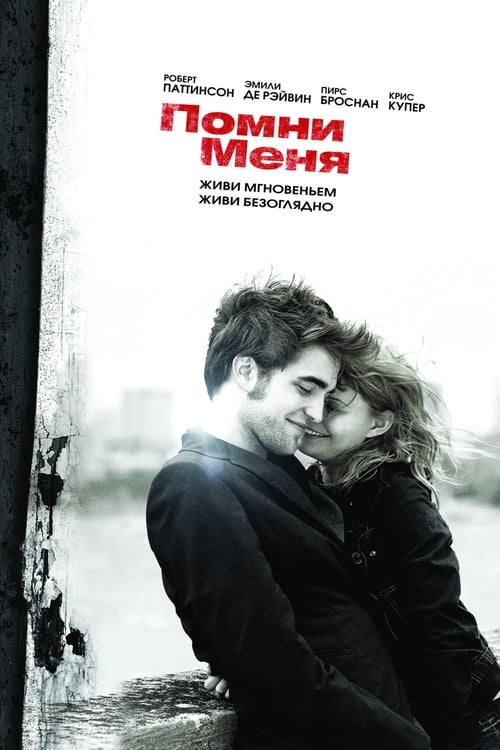 РОБЕРТ ПАТТИНСОН
ЭМИЛИ ДЕ РЭЙВИН
ПИРС БРОСНАН
КРИС КУПЕР
Помни
Меня
ЖИВИ МГНОВЕНЬЕМ
ЖИВИ БЕЗОГЛЯДНО